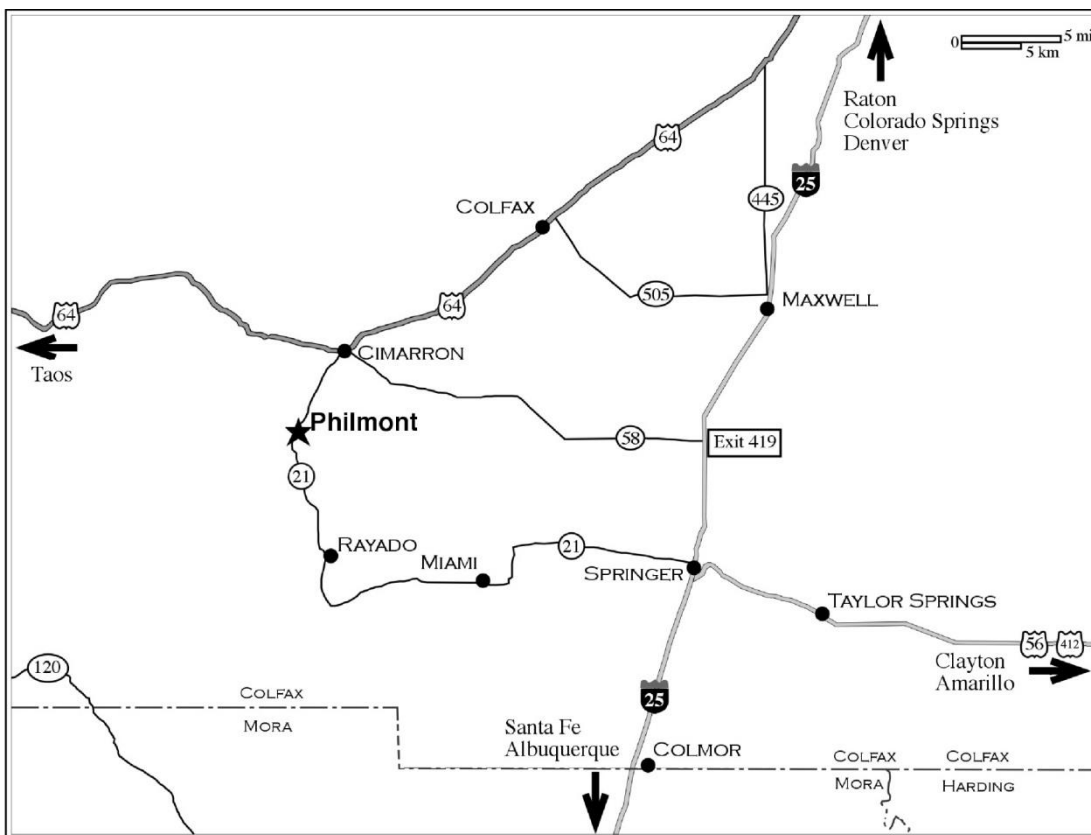 0 5 mi
5 km
Raton
Colorado Springs
Denver
64
25
445
COLFAX
505
MAXWELL
64
64
CIMARRON
Taos
Philmont
58
Exit 419
21
RAYADO
MIAMI
21
SPRINGER
TAYLOR SPRINGS
56 412
Clayton
Amarillo
120
COLFAX
MORA
25
Santa Fe
Albuquerque
COLMOR
COLFAX
MORA
COLFAX
HARDING